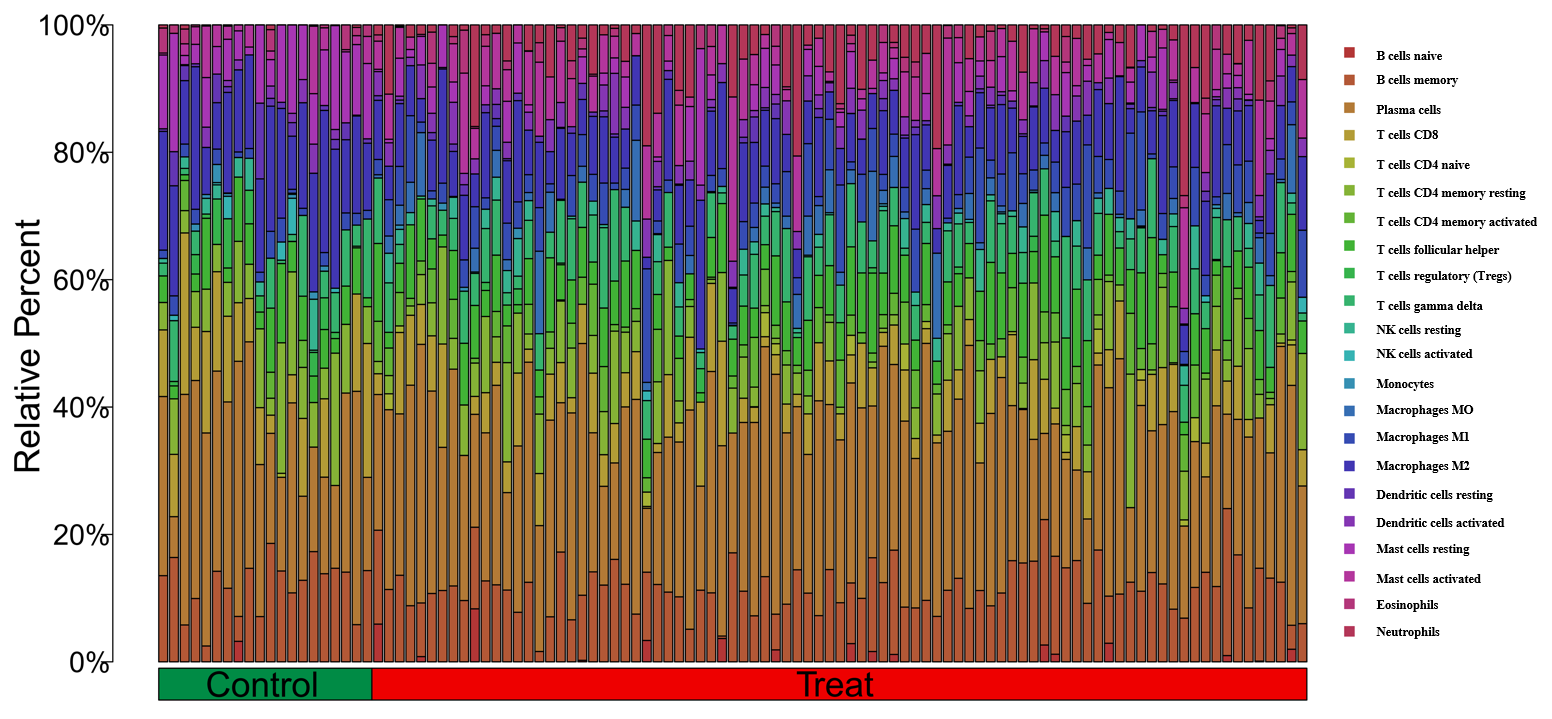 100%
80%
60%
40%
20%
0%
Relative Percent
Control
Treat
B cells naive
B cells memory
Plasma cells
T cells CD8
T cells CD4 naive
T cells CD4 memory resting
T cells CD4 memory activated
T cells follicular helper
T cells regulatory (Tregs)
T cells gamma delta
NK cells resting
NK cells activated
Monocytes
Macrophages MO
Macrophages M1
Macrophages M2
Dendritic cells resting
Dendritic cells activated
Mast cells resting
Mast cells activated
Eosinophils
Neutrophils